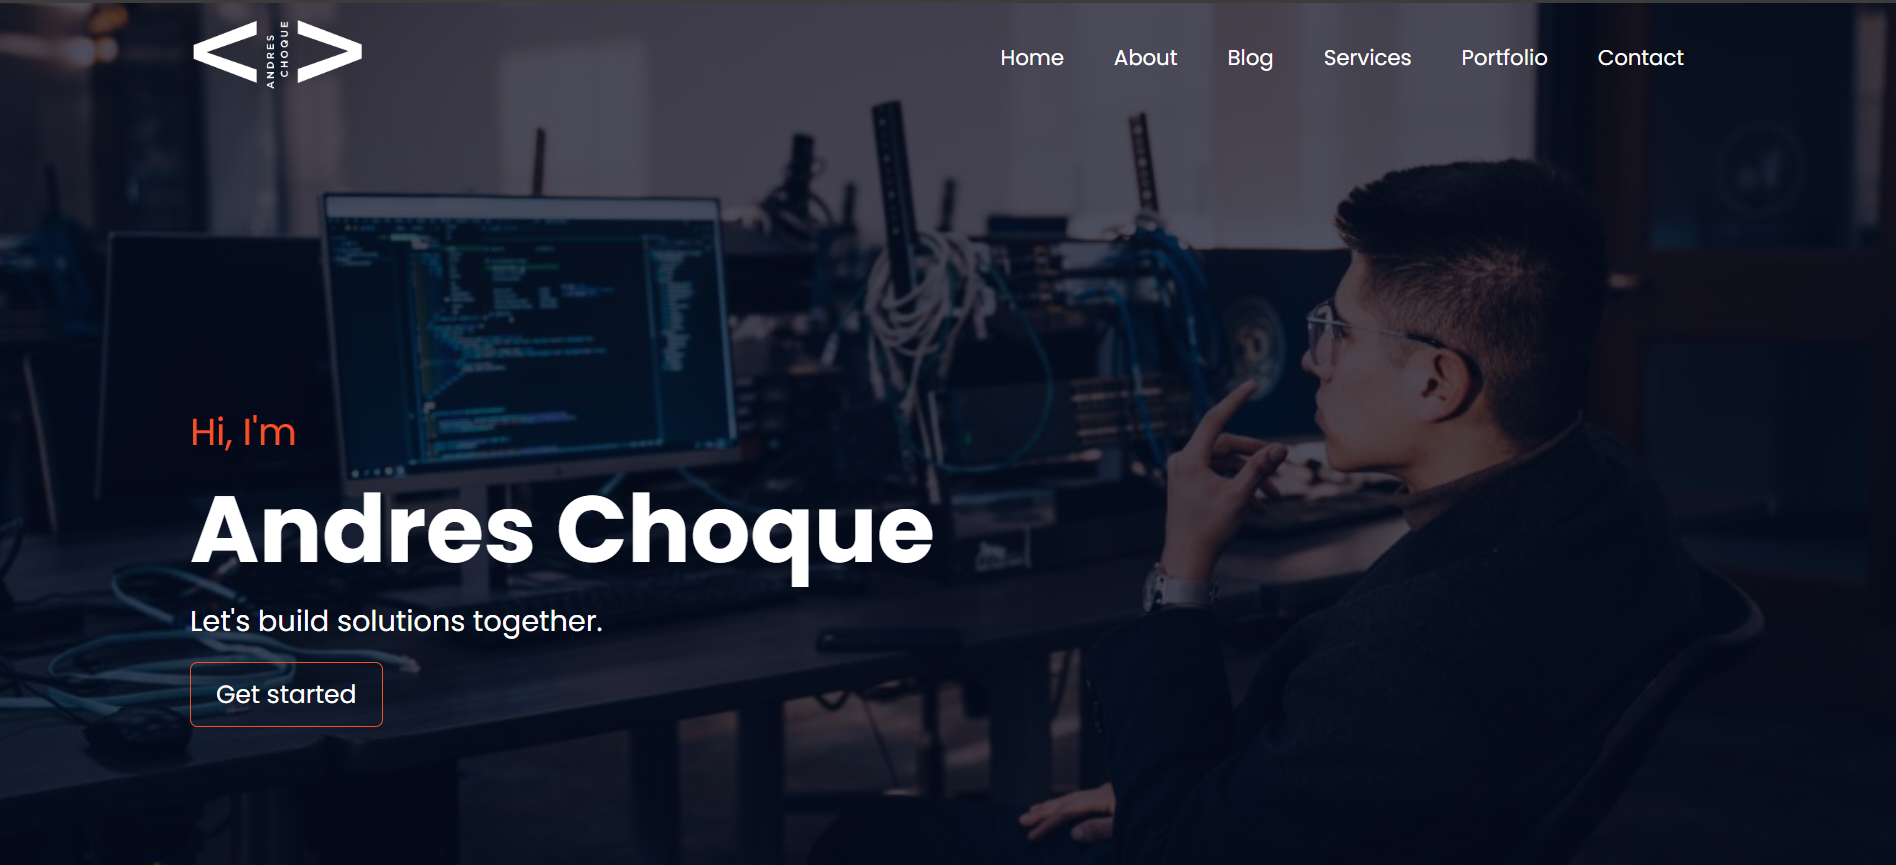 ANDRES
CHOQUE
Home About Blog Services Portfolio Contact
Hi, I'm
Andres Choque
Let's build solutions together.
Get started